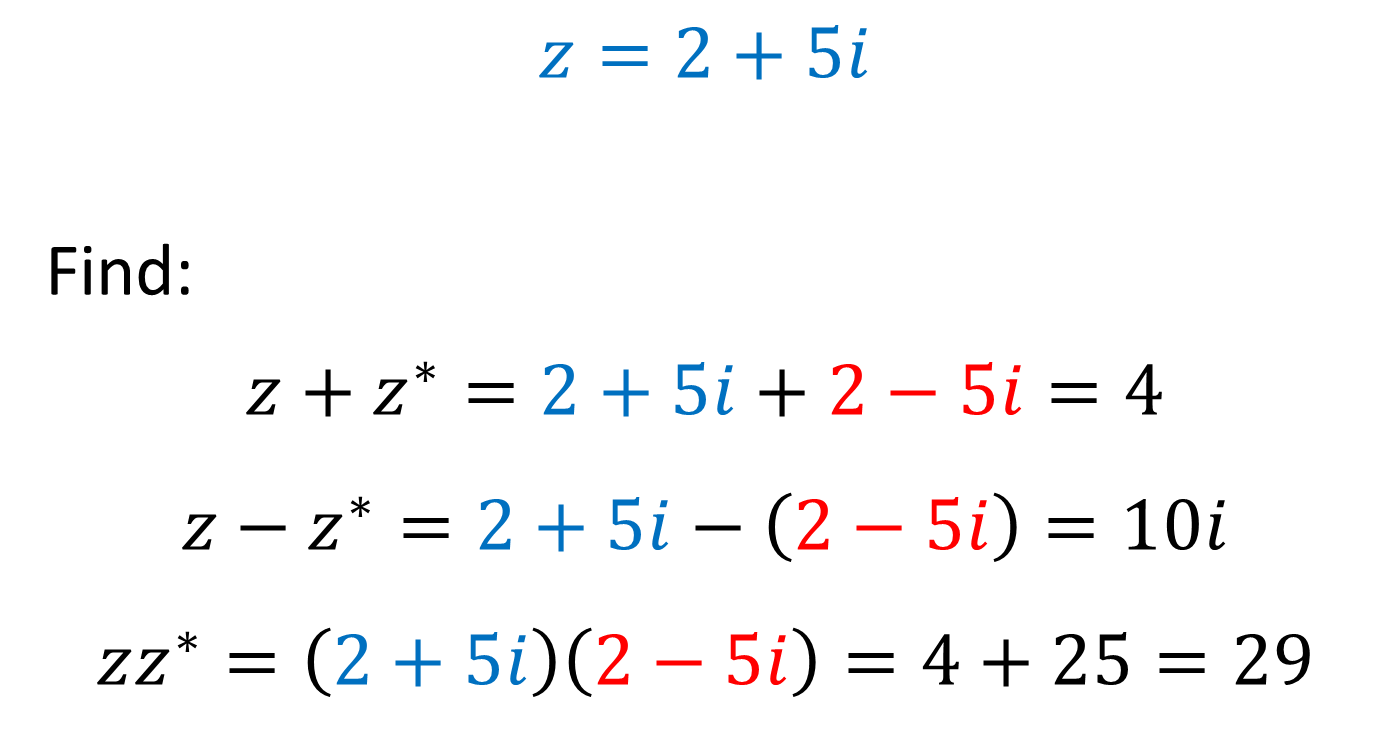 z = 2 + 5i
Find:
z + z* = 2 + 5i + 2 − 5i = 4
z − z* = 2 + 5i − (2 − 5i) = 10i
zz* = (2 + 5i)(2 − 5i) = 4 + 25 = 29